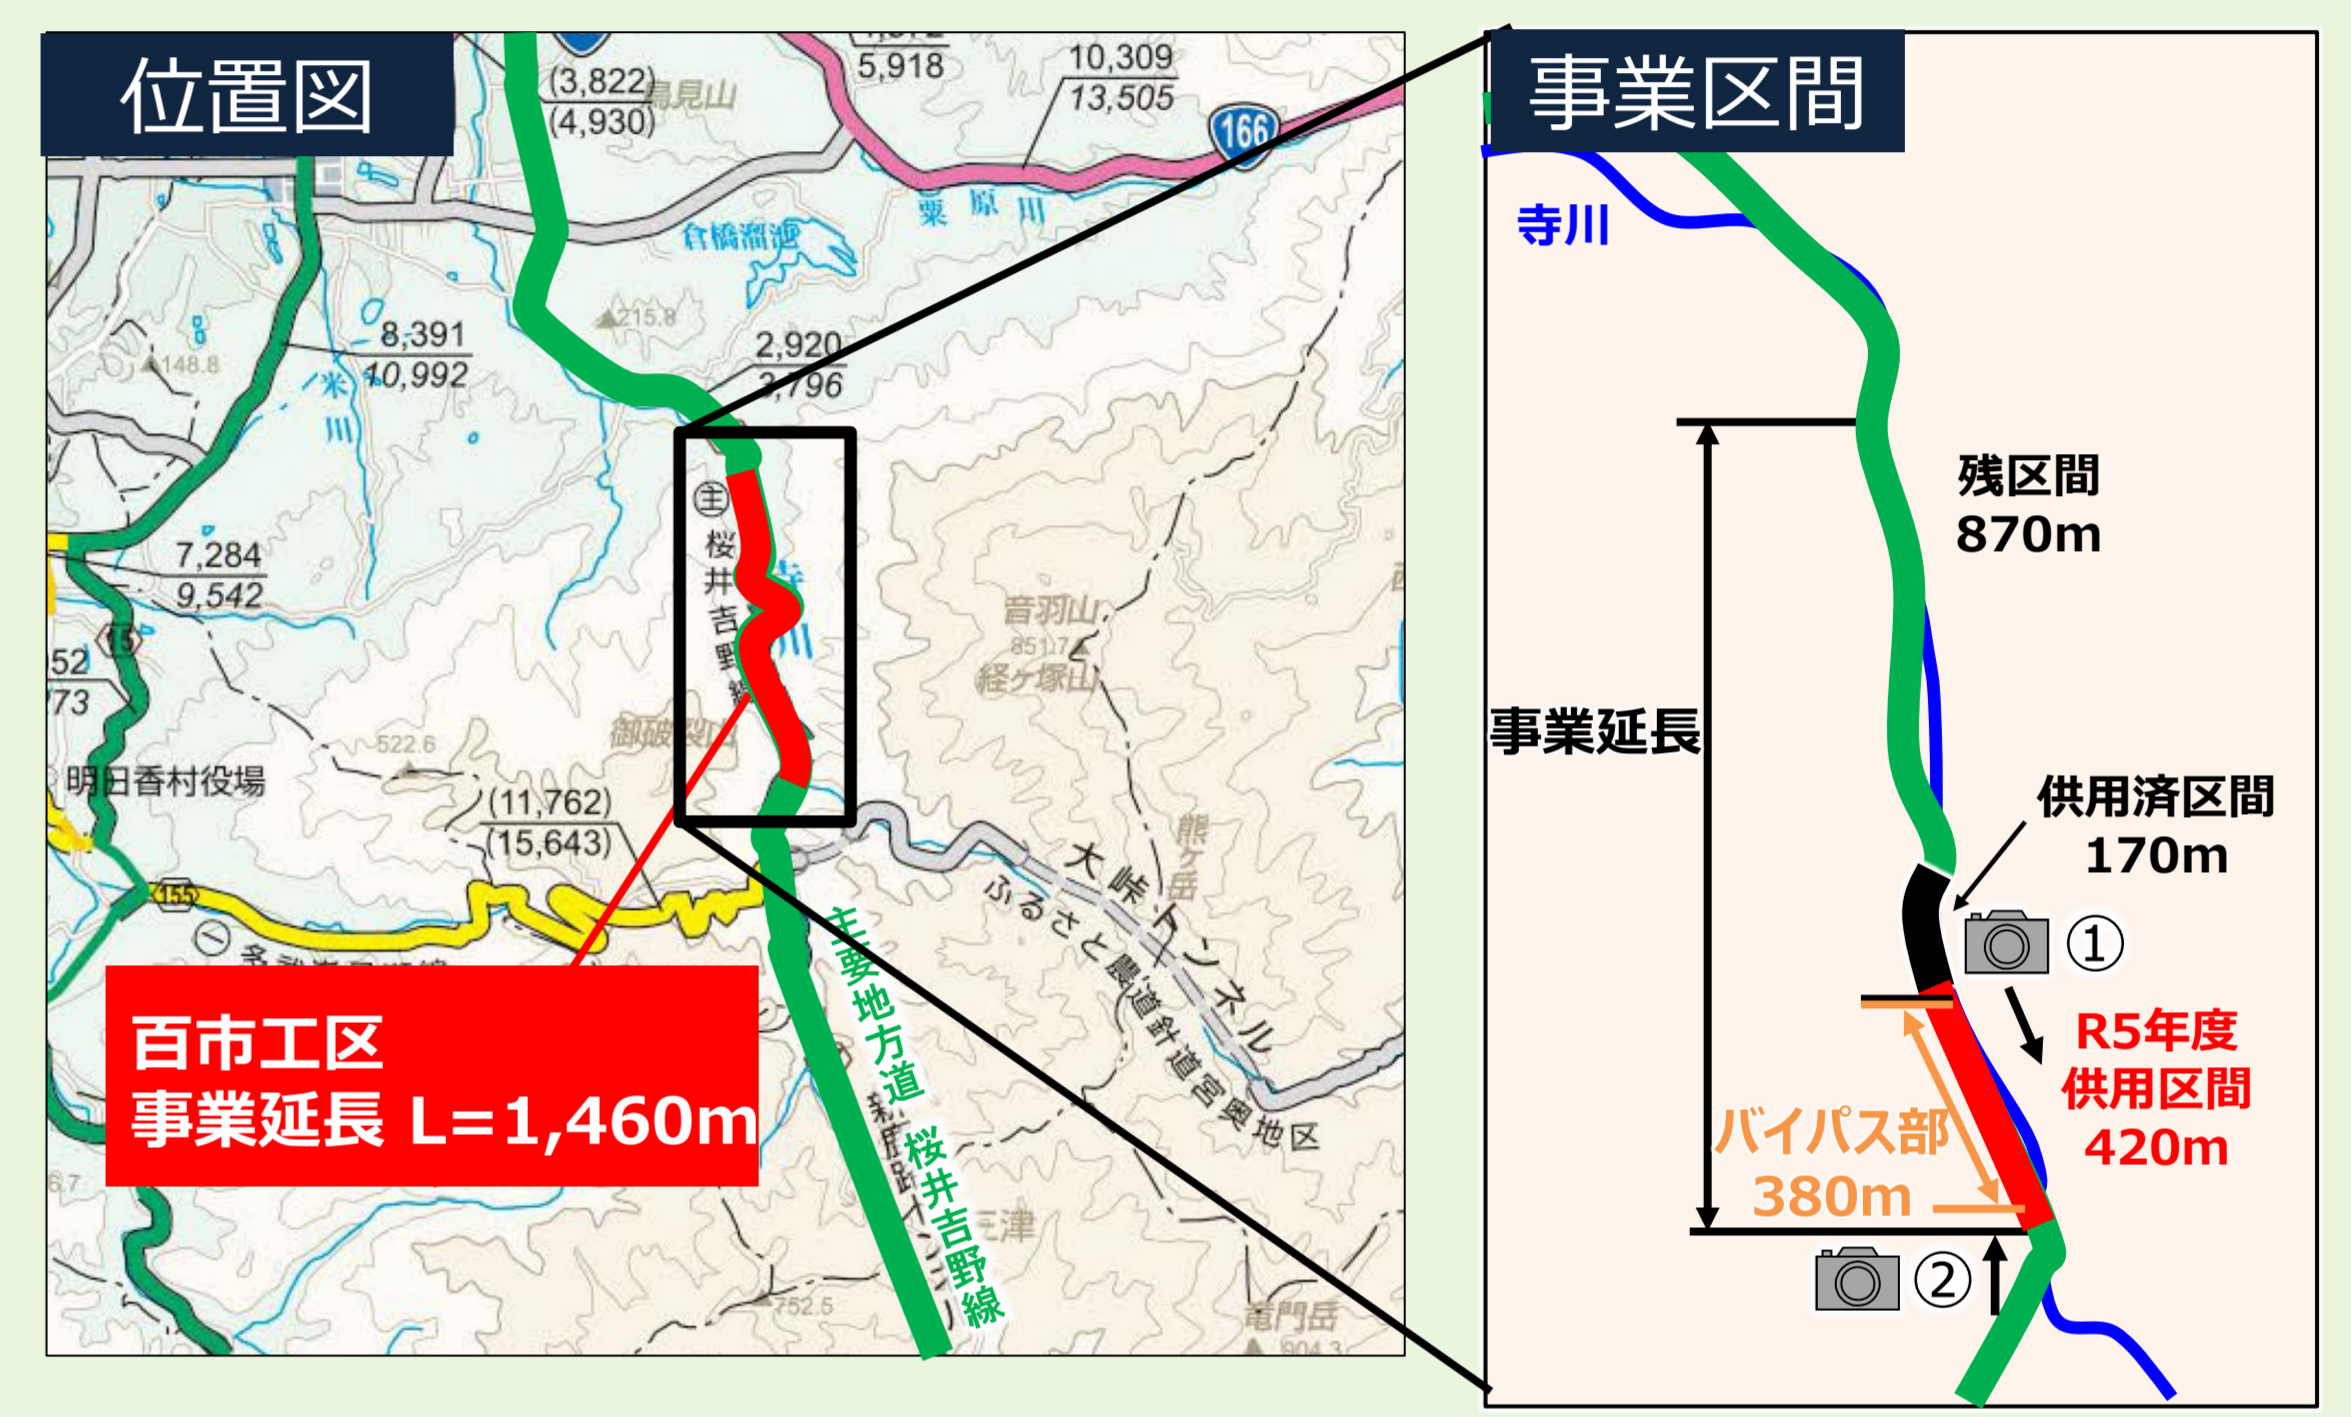 位置図
(3,822)
(4,930)
鳥見山
5,918
10,309
13,505
166
粟原川
倉橋溜池
215.8
8,391
10,992
148.8
米川
2,920
3,796
主
桜井吉野線
寺川
7,284
9,542
15
52
73
音羽山
851.7
経ヶ塚山
御破裂山
522.6
明日香村役場
(11,762)
(15,643)
熊ヶ岳
大峠トンネル
ふるさと農道針道宮奥地区
155
主要地方道 桜井吉野線
百市工区
事業延長 L=1,460m
6.7
三津
752.5
竜門岳
904.3
事業区間
寺川
残区間
870m
事業延長
供用済区間
170m
①
R5年度
供用区間
420m
バイパス部
380m
②